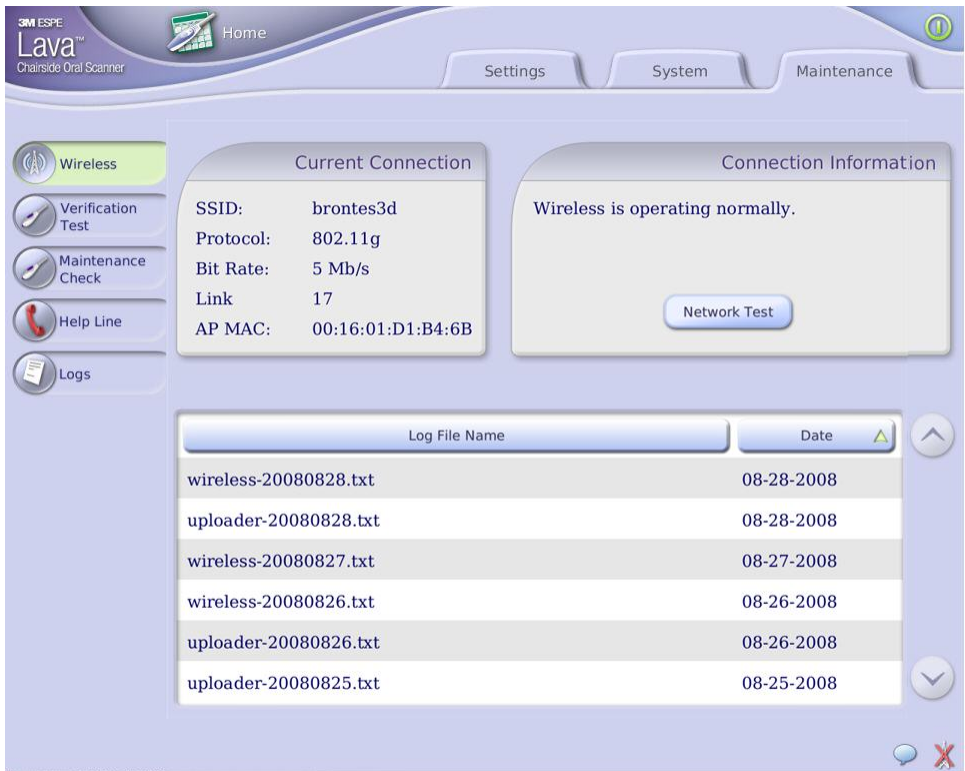 3M ESPE
Lava™
Chairside Oral Scanner
Home
Settings
System
Maintenance
Wireless
Verification
Test
Maintenance
Check
Help Line
Logs
Current Connection
SSID: brontes3d
Protocol: 802.11g
Bit Rate: 5 Mb/s
Link 17
AP MAC: 00:16:01:D1:B4:6B
Connection Information
Wireless is operating normally.
Network Test
Log File Name Date
wireless-20080828.txt 08-28-2008
uploader-20080828.txt 08-28-2008
wireless-20080827.txt 08-27-2008
wireless-20080826.txt 08-26-2008
uploader-20080826.txt 08-26-2008
uploader-20080825.txt 08-25-2008